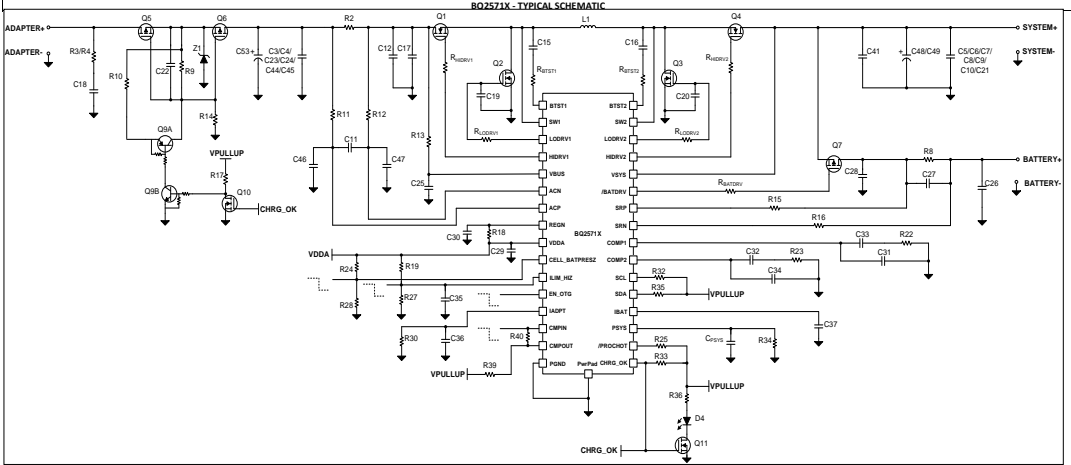 BQ2571X - TYPICAL SCHEMATIC
ADAPTER+
Q5
Q6
R2
Q1
L1
Q4
SYSTEM+
ADAPTER-
R3/R4
C18
R10
C22
R9
Z1
C53+
C3/C4/
C23/C24/
C44/C45
C12
C17
RHIDRV1
Q2
C15
RBTST1
C16
RBTST2
Q3
RHIDRV2
C41
C48/C49
C5/C6/C7/
C8/C9/
C10/C21
SYSTEM-
R14
Q9A
Q9B
VPULLUP
R17
Q10
CHRG_OK
R11
R12
C11
C46
C47
R13
C25
C19
C20
RLODRV1
RLODRV2
BTST1
SW1
LODRV1
HIDRV1
VBUS
ACN
ACP
REGN
VDDA
CELL_BATPRESZ
ILIM_HIZ
EN_OTG
IADPT
CMPIN
CMPOUT
PGND
BQ2571X
PwrPad
BTST2
SW2
LODRV2
HIDRV2
VSYS
/BATDRV
SRP
SRN
COMP1
COMP2
SCL
SDA
IBAT
PSYS
/PROCHOT
CHRG_OK
Q7
RBATDRV
R15
R16
C28
R8
C27
C26
BATTERY+
BATTERY-
C30
R18
C29
VDDA
R24
R19
R28
R27
C35
R30
C36
R40
VPULLUP
R39
C33
R22
C31
C32
R23
C34
R32
R35
VPULLUP
C37
CPSYS
R34
R25
R33
VPULLUP
R36
D4
Q11
CHRG_OK